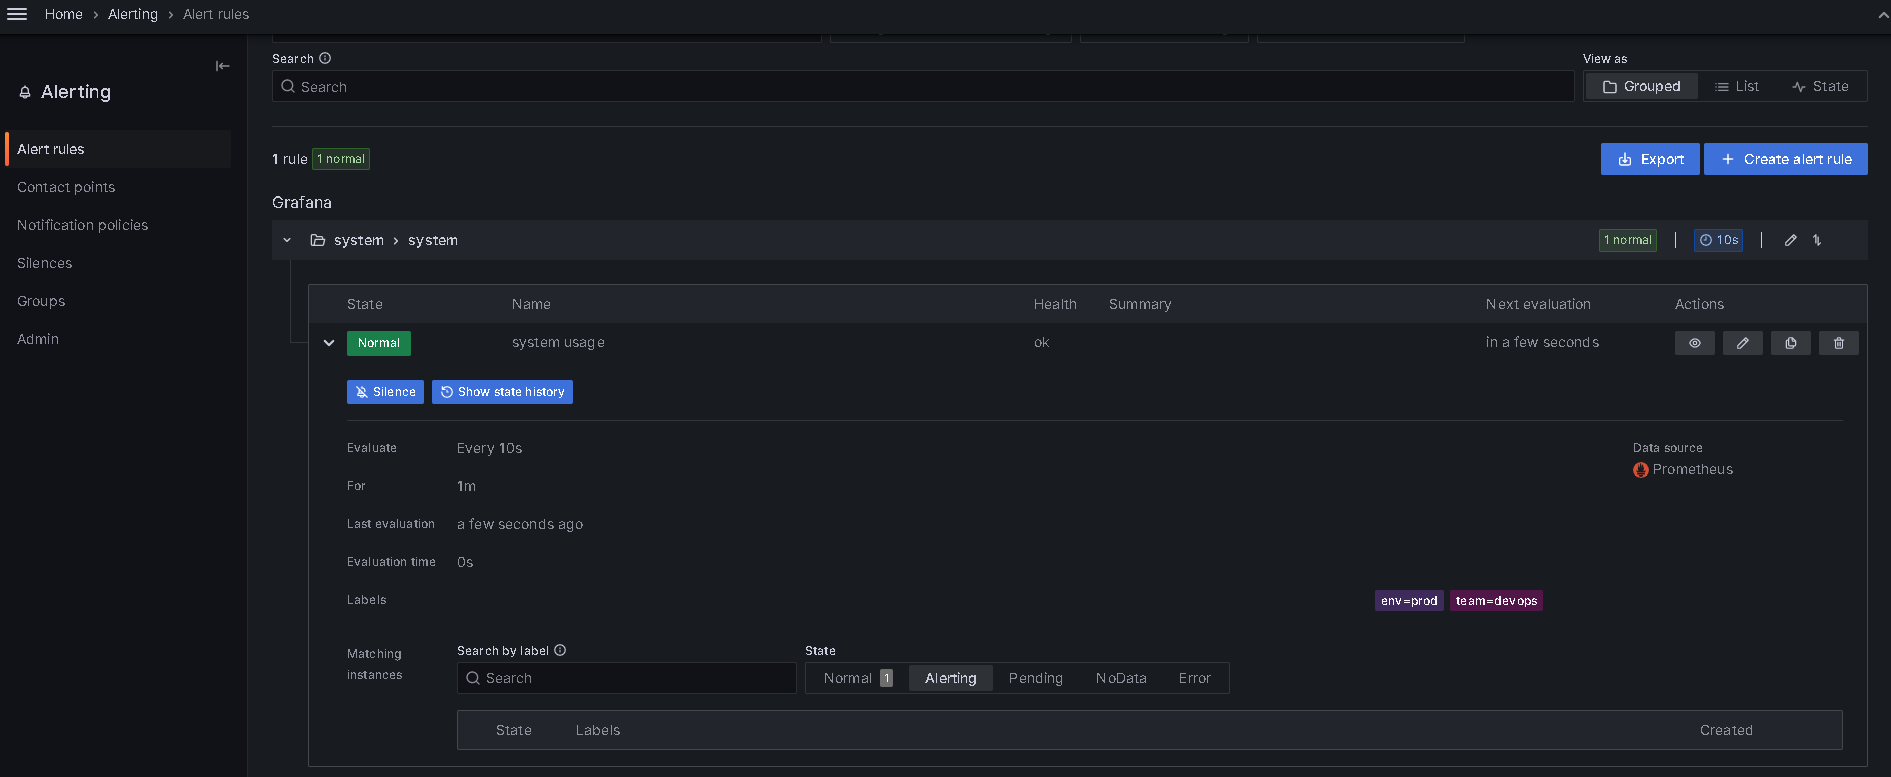 Home > Alerting > Alert rules
Search
View as
Search
Grouped List State
Alerting
Alert rules
Contact points
Notification policies
Silences
Groups
Admin
1 rule 1 normal
Export + Create alert rule
Grafana
system > system
1 normal | 10s |
State Name Health Summary Next evaluation Actions
Normal system usage ok in a few seconds
Silence Show state history
Evaluate Every 10s
Data source
Prometheus
For 1m
Last evaluation a few seconds ago
Evaluation time 0s
Labels env=prod team=devops
Matching instances
Search by label
State
Search
Normal 1 Alerting Pending NoData Error
State Labels Created